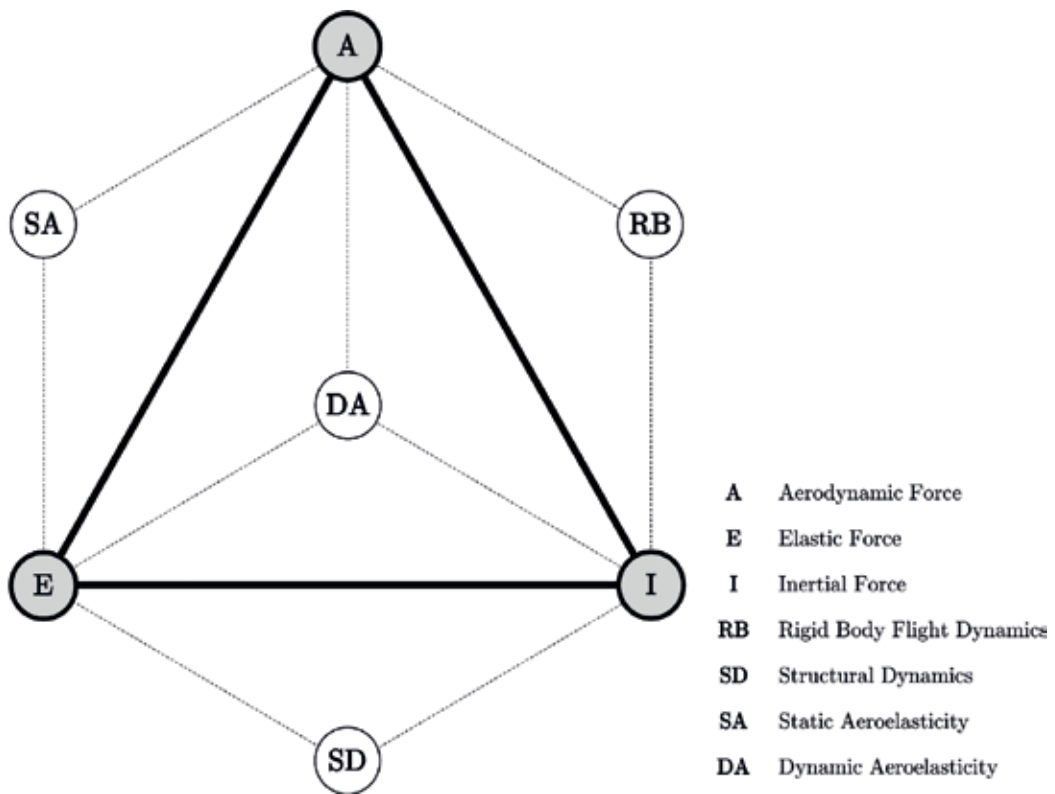 A
SA
RB
DA
E
I
SD
A Aerodynamic Force
E Elastic Force
I Inertial Force
RB Rigid Body Flight Dynamics
SD Structural Dynamics
SA Static Aeroelasticity
DA Dynamic Aeroelasticity